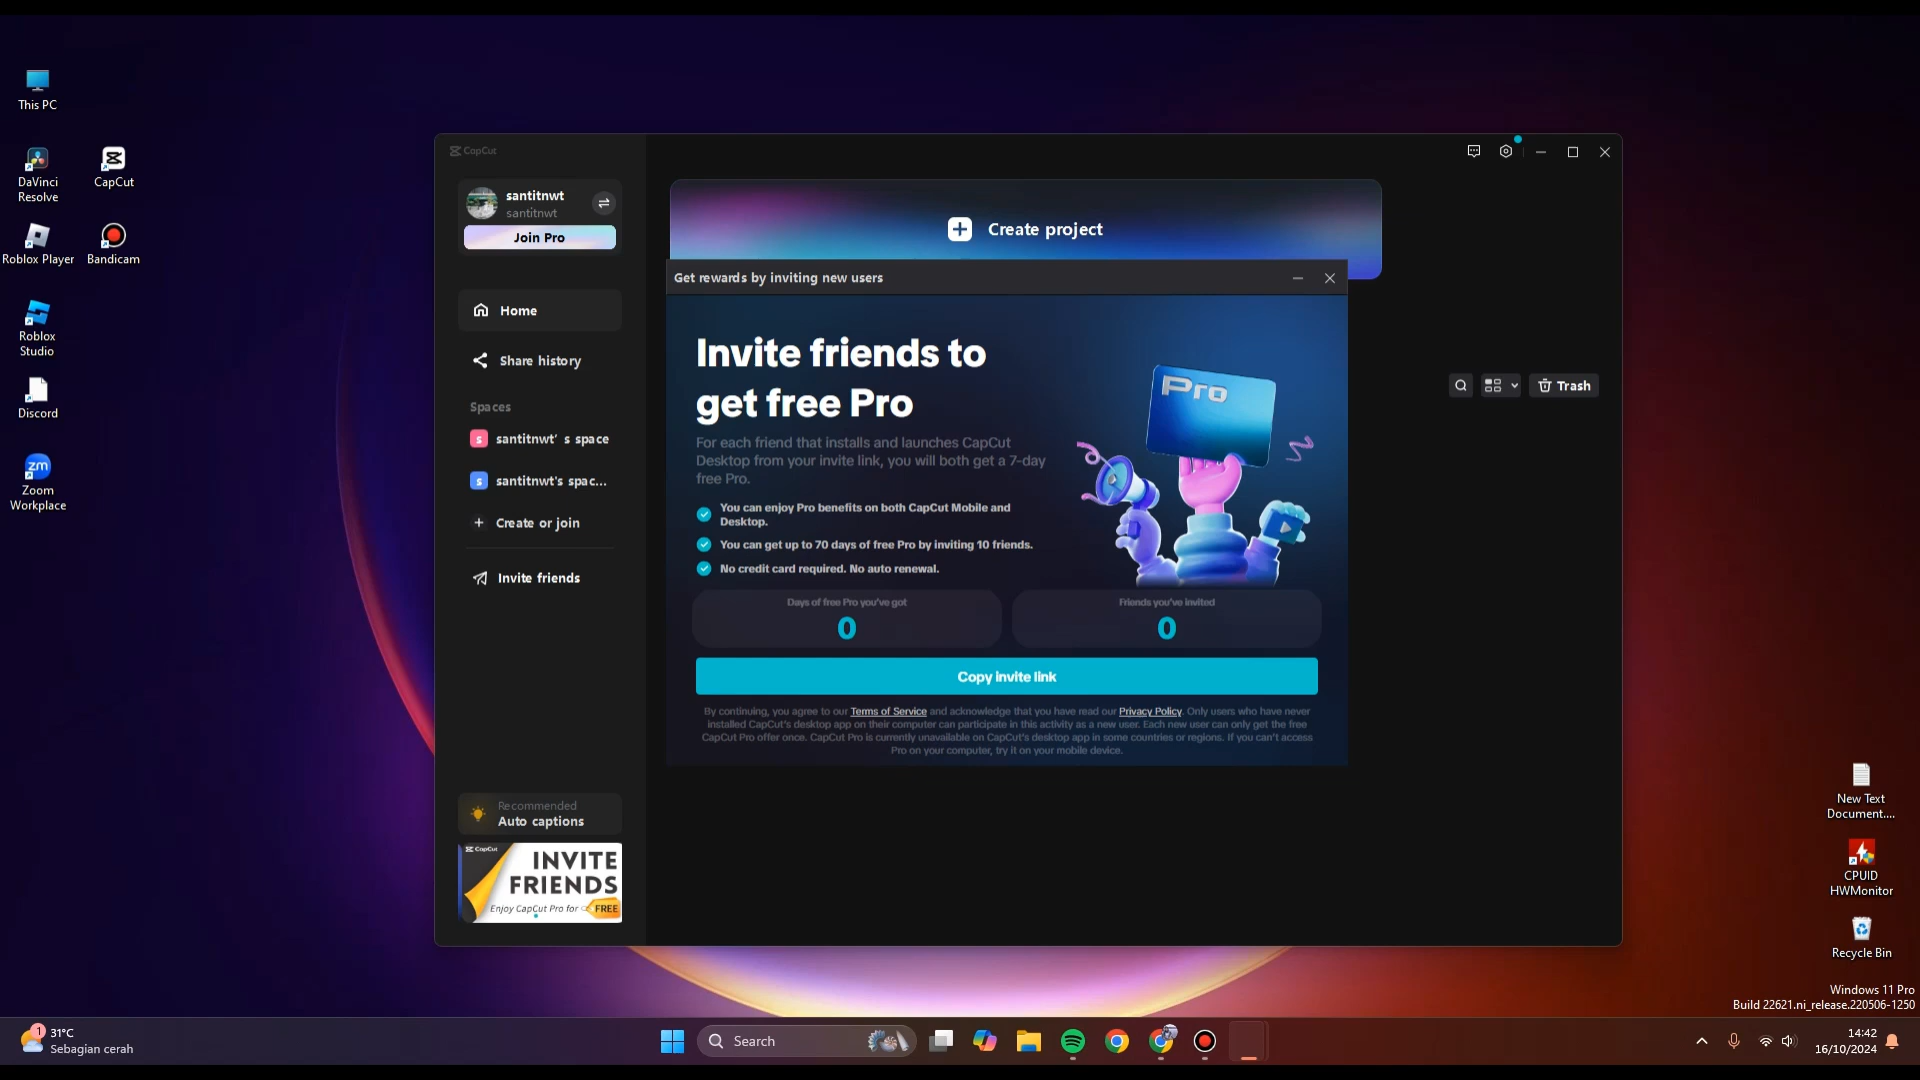 This PC
DaVinci
Resolve
CapCut
Roblox Player
Bandicam
Roblox
Studio
Discord
zm
Zoom
Workplace
CapCut
santitnwt
santitnwt
Join Pro
Home
Share history
Spaces
s santitnwt’ s space
s santitnwt's spac...
Create or join
Invite friends
Recommended
Auto captions
CapCut
INVITE
FRIENDS
Enjoy CapCut Pro for FREE
Create project
Trash
Get rewards by inviting new users
Invite friends to
get free Pro
For each friend that installs and launches CapCut
Desktop from your invite link, you will both get a 7-day
free Pro.
You can enjoy Pro benefits on both CapCut Mobile and
Desktop.
You can get up to 70 days of free Pro by inviting 10 friends.
No credit card required. No auto renewal.
Pro
Days of free Pro you've got
0
Friends you've invited
0
Copy invite link
By continuing, you agree to our Terms of Service and acknowledge that you have read our Privacy Policy. Only users who have never
installed CapCut's desktop app on their computer can participate in this activity as a new user. Each new user can only get the free
CapCut Pro offer once. CapCut Pro is currently unavailable on CapCut's desktop app in some countries or regions. If you can't access
Pro on your computer, try it on your mobile device.
New Text
Document....
CPUID
HWMonitor
Recycle Bin
Windows 11 Pro
Build 22621.ni_release.220506-1250
1
31°C
Sebagian cerah
Search
14:42
16/10/2024